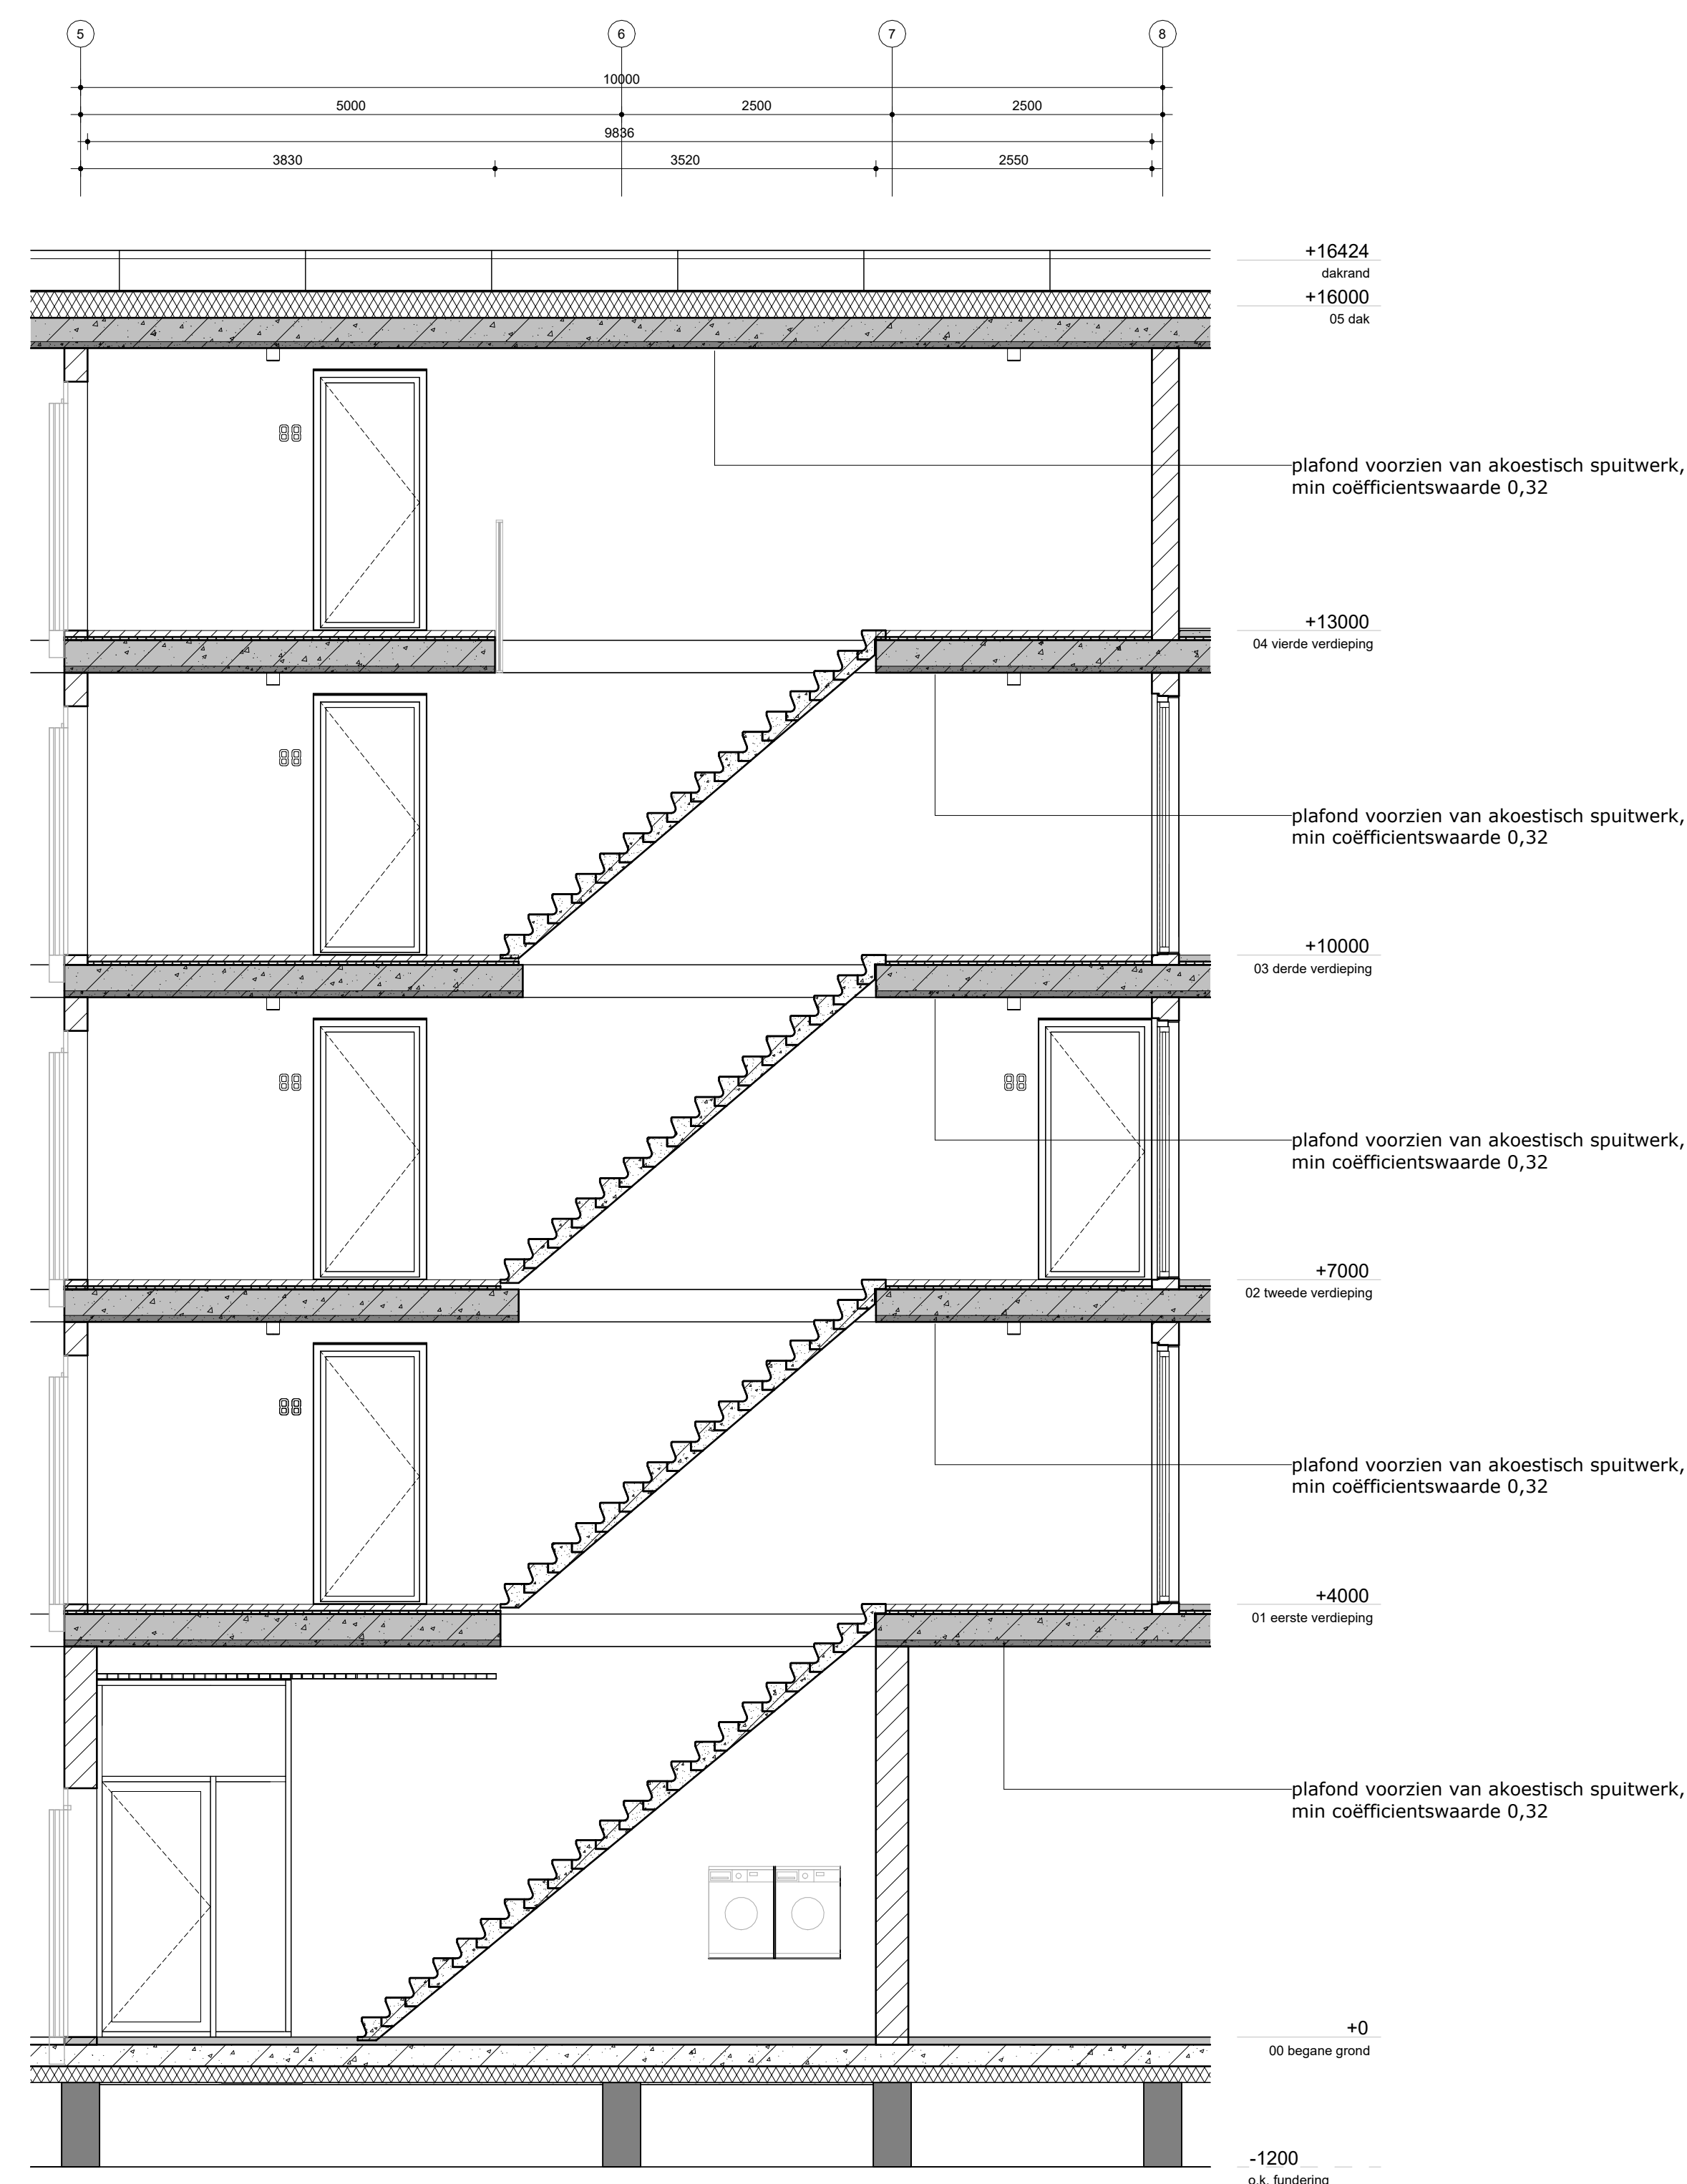 5 6 7 8
10000
5000 2500 2500
9836
3830 3520 2550
+16424
dakrand
+16000
05 dak
plafond voorzien van akoestisch spuitwerk,
min coëfficientswaarde 0,32
+13000
04 vierde verdieping
plafond voorzien van akoestisch spuitwerk,
min coëfficientswaarde 0,32
+10000
03 derde verdieping
plafond voorzien van akoestisch spuitwerk,
min coëfficientswaarde 0,32
+7000
02 tweede verdieping
plafond voorzien van akoestisch spuitwerk,
min coëfficientswaarde 0,32
+4000
01 eerste verdieping
plafond voorzien van akoestisch spuitwerk,
min coëfficientswaarde 0,32
+0
00 begane grond
-1200
o.k. fundering